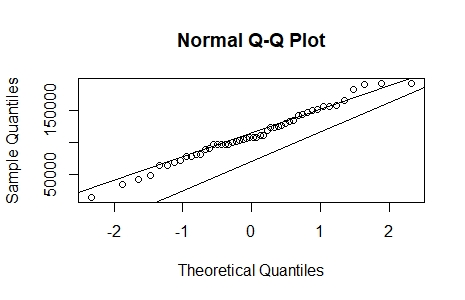 Normal Q-Q Plot
Sample Quantiles
150000
50000
-2 -1 0 1 2
Theoretical Quantiles